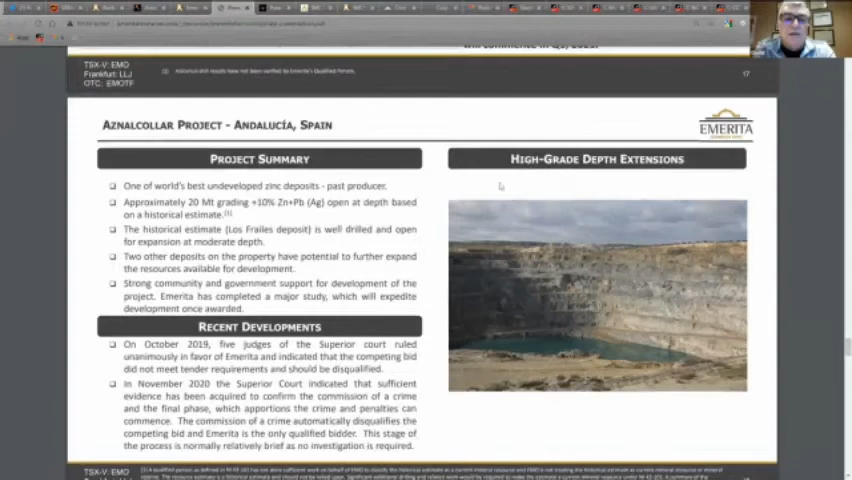 will commence in Q1, 2021.
TSX-V: EMO
Frankfurt: LLJ
OTC: EMOTF
17
AZNALCOLLAR PROJECT - ANDALUCÍA, SPAIN
EMERITA
PROJECT SUMMARY
One of world's best undeveloped zinc deposits - past producer.
Approximately 20 Mt grading +10% Zn+Pb (Ag) open at depth based
on a historical estimate.[1]
The historical estimate (Los Frailes deposit) is well drilled and open
for expansion at moderate depth.
Two other deposits on the property have potential to further expand
the resources available for development.
Strong community and government support for development of the
project. Emerita has completed a major study, which will expedite
development once awarded.
RECENT DEVELOPMENTS
On October 2019, five judges of the Superior court ruled
unanimously in favor of Emerita and indicated that the competing bid
did not meet tender requirements and should be disqualified.
In November 2020 the Superior Court indicated that sufficient
evidence has been acquired to confirm the commission of a crime
and the final phase, which apportions the crime and penalties can
commence. The commission of a crime automatically disqualifies the
competing bid and Emerita is the only qualified bidder. This stage of
the process is normally relatively brief as no investigation is required.
HIGH-GRADE DEPTH EXTENSIONS
TSX-V: EMO